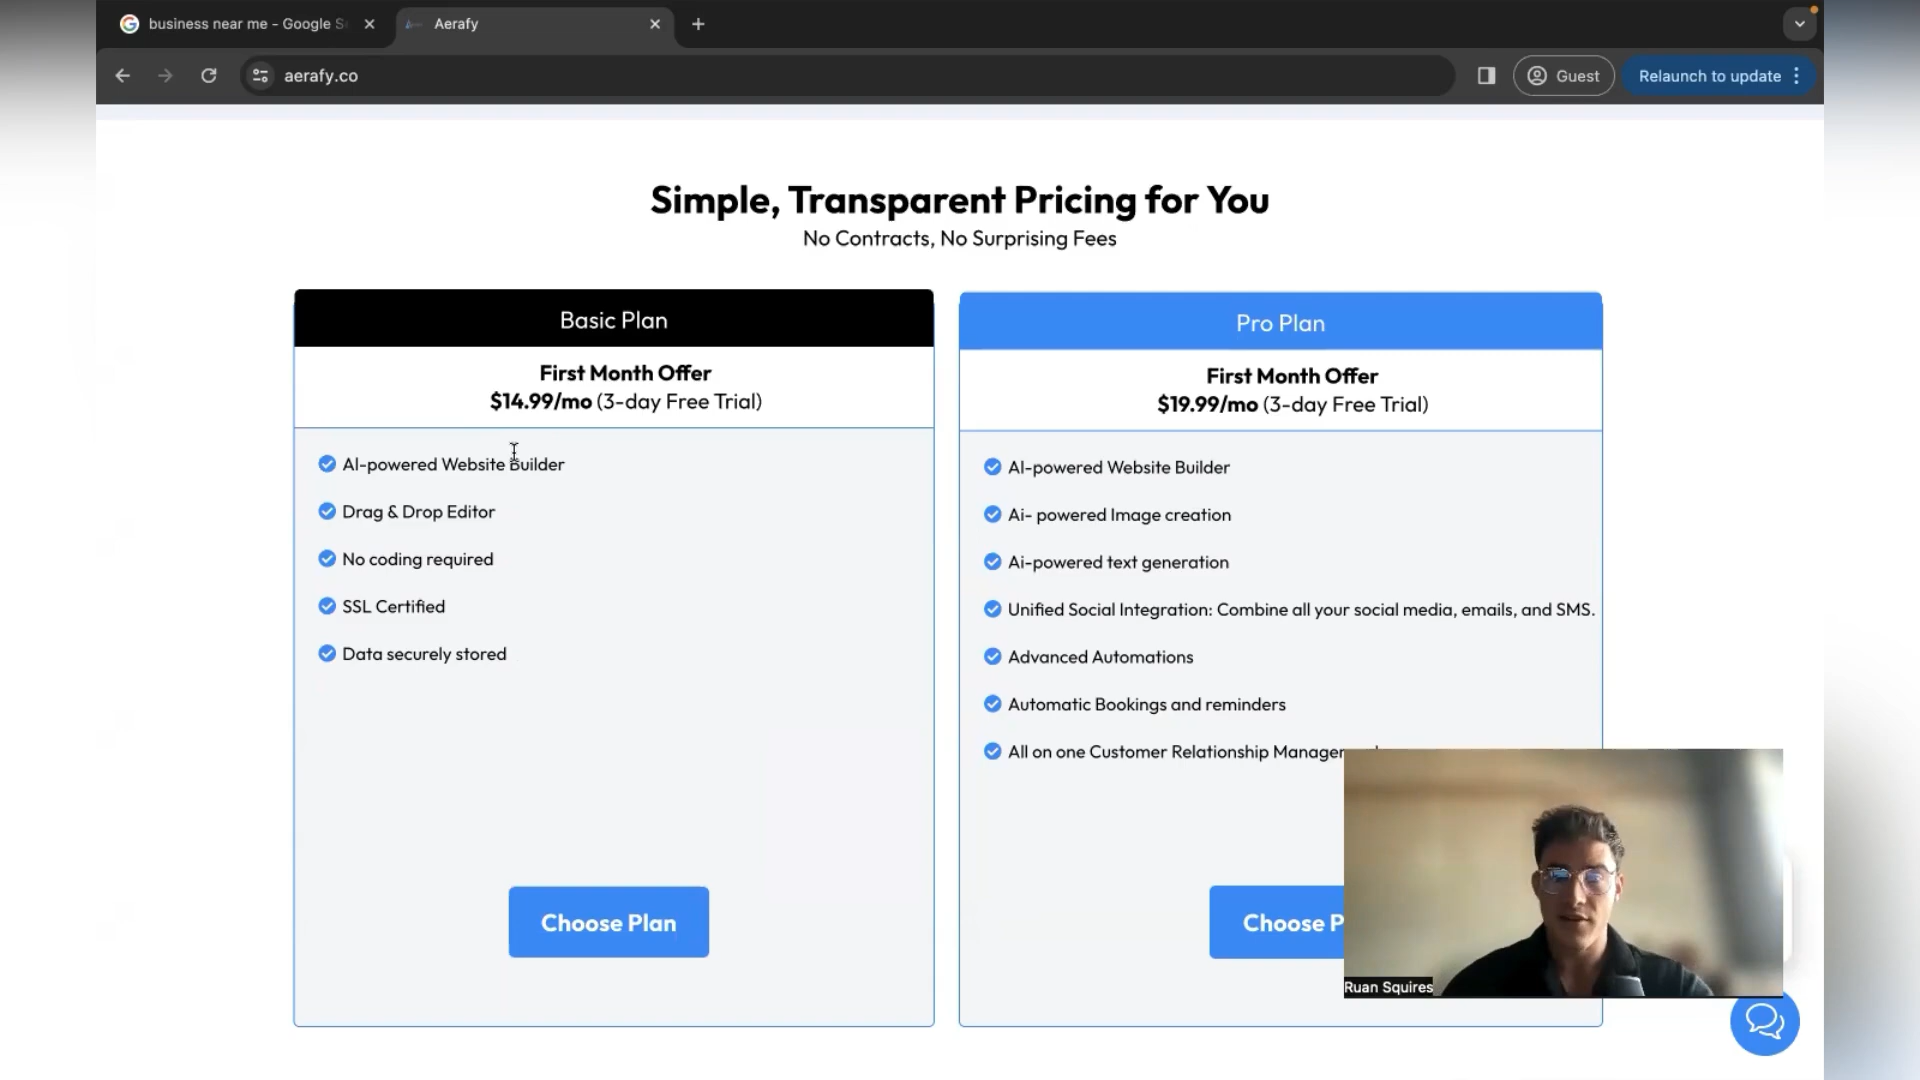 business near me - Google S
Aerafy
aerafy.co
Guest
Relaunch to update
Simple, Transparent Pricing for You
No Contracts, No Surprising Fees
Basic Plan
First Month Offer
$14.99/mo (3-day Free Trial)
AI-powered Website Builder
Drag & Drop Editor
No coding required
SSL Certified
Data securely stored
Choose Plan
Pro Plan
First Month Offer
$19.99/mo (3-day Free Trial)
AI-powered Website Builder
Ai- powered Image creation
Ai-powered text generation
Unified Social Integration: Combine all your social media, emails, and SMS.
Advanced Automations
Automatic Bookings and reminders
All on one Customer Relationship
Choose
Ruan Squires